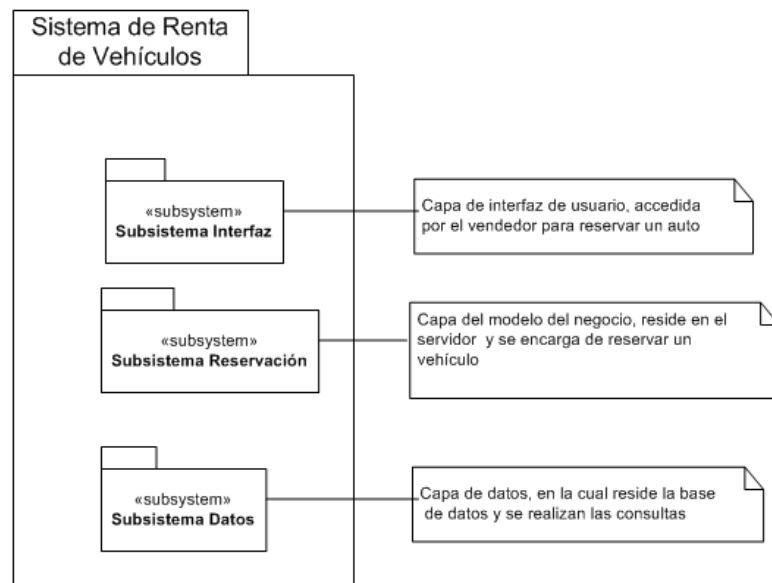 Sistema de Renta
de Vehículos
«subsystem»
Subsistema Interfaz
Capa de interfaz de usuario, accedida
por el vendedor para reservar un auto
«subsystem»
Subsistema Reservación
Capa del modelo del negocio, reside en el
servidor y se encarga de reservar un
vehículo
«subsystem»
Subsistema Datos
Capa de datos, en la cual reside la base
de datos y se realizan las consultas